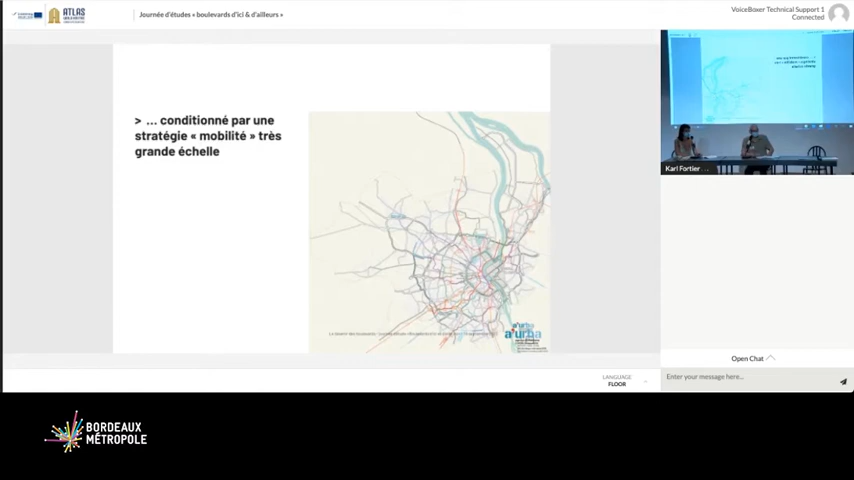 ATLAS
Journée d'études « boulevards d'ici & d'ailleurs »
VoiceBoxer Technical Support 1
Connected
> ... conditionné par une
stratégie « mobilité » très
grande échelle
a'urba
Karl Fortier ...
Open Chat
Enter your message here...
LANGUAGE
FLOOR
BORDEAUX
MÉTROPOLE